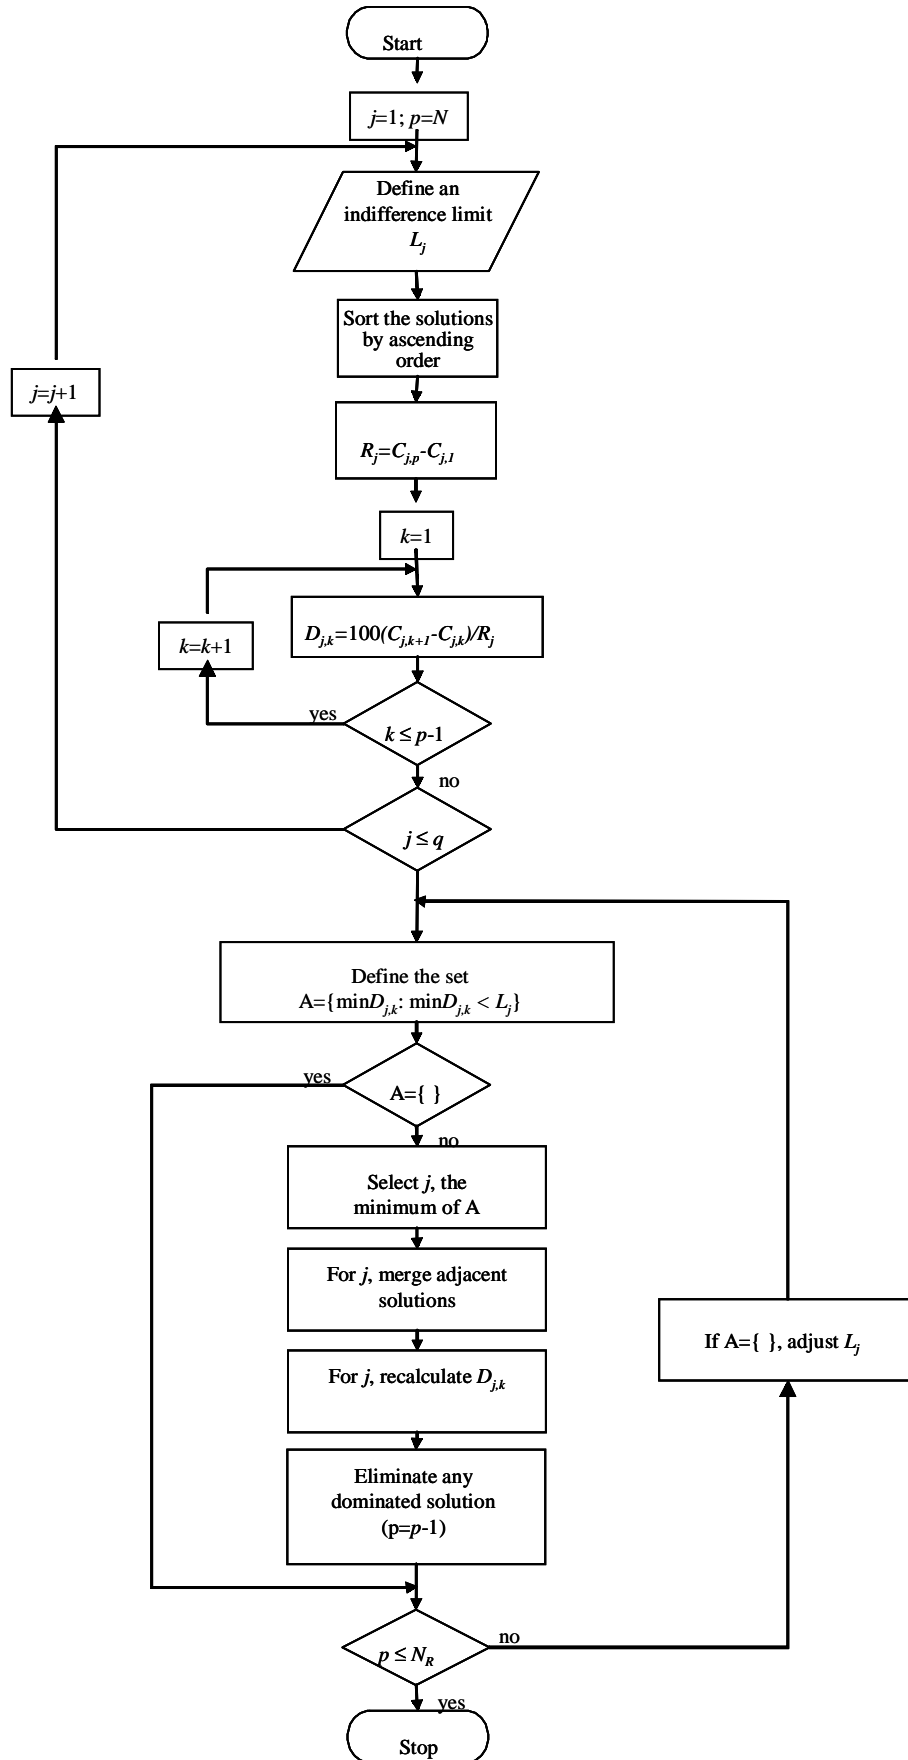 Start
j=1; p=N
Define an
indifference limit
Lj
Sort the solutions
by ascending
order
j=j+1
Rj=Cj,p-Cj,1
k=1
Dj,k=100(Cj,k+1-Cj,k)/Rj
k=k+1
yes
k ≤ p-1
no
j ≤ q
Define the set
A={minDj,k: minDj,k < Lj}
yes
A={ }
no
Select j, the
minimum of A
For j, merge adjacent
solutions
If A={ }, adjust Lj
For j, recalculate Dj,k
Eliminate any
dominated solution
(p=p-1)
no
p ≤ NR
yes
Stop